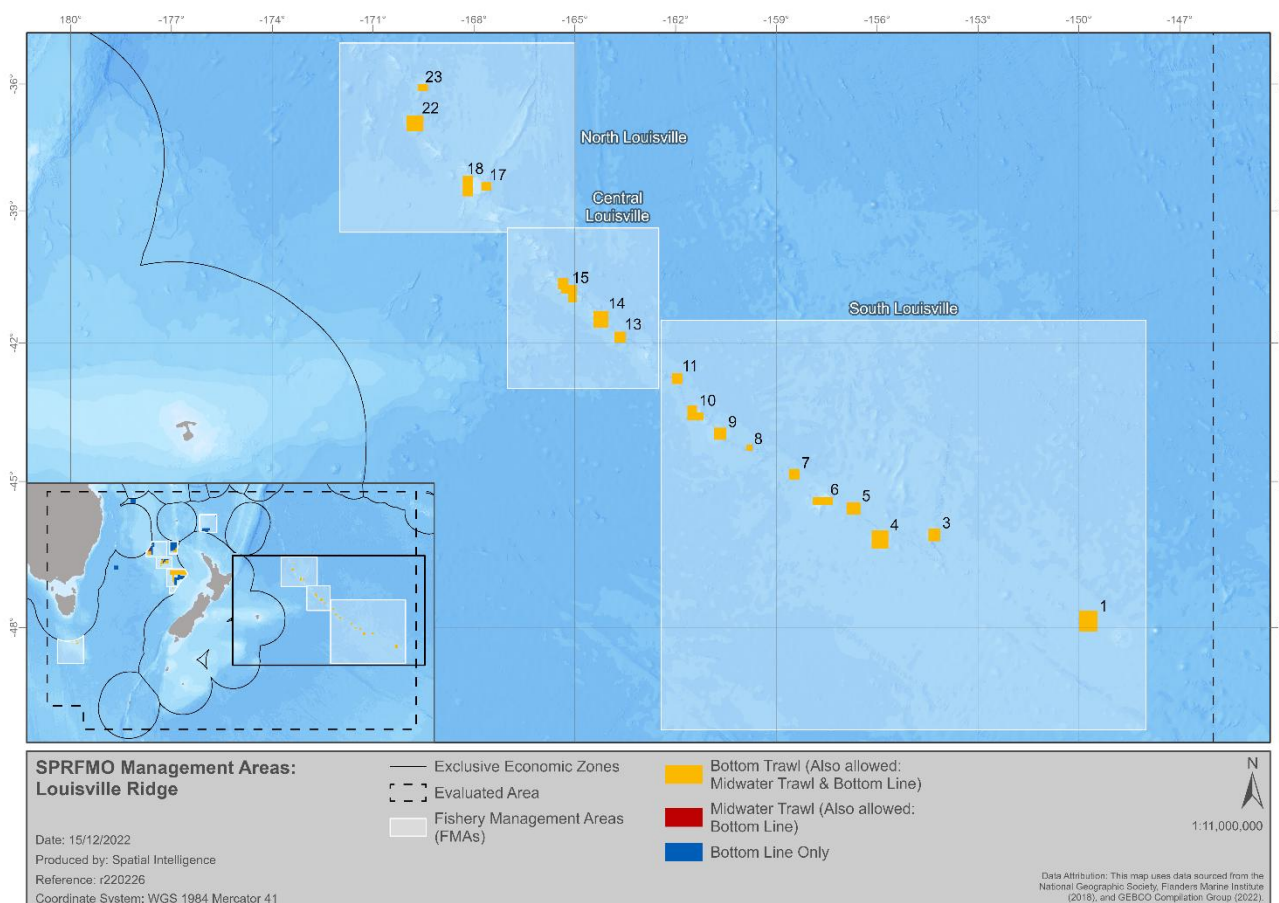 180° -177° -174° -171° -168° -165° -162° -159° -156° -153° -150° -147°
-36°
-39°
-42°
-45°
-48°
23
22
North Louisville
18 17
Central
Louisville
15
14
13
South Louisville
11
10
9
8
7
6
5
4
3
1
SPRFMO Management Areas:
Louisville Ridge
Date: 15/12/2022
Produced by: Spatial Intelligence
Reference: r220226
Coordinate System: WGS 1984 Mercator 41
Exclusive Economic Zones
Evaluated Area
Fishery Management Areas
(FMAs)
Bottom Trawl (Also allowed:
Midwater Trawl & Bottom Line)
Midwater Trawl (Also allowed:
Bottom Line)
Bottom Line Only
N
1:11,000,000
Data Attribution: This map uses data sourced from the
National Geographic Society, Flanders Marine Institute
(2018), and GEBCO Compilation Group (2022).